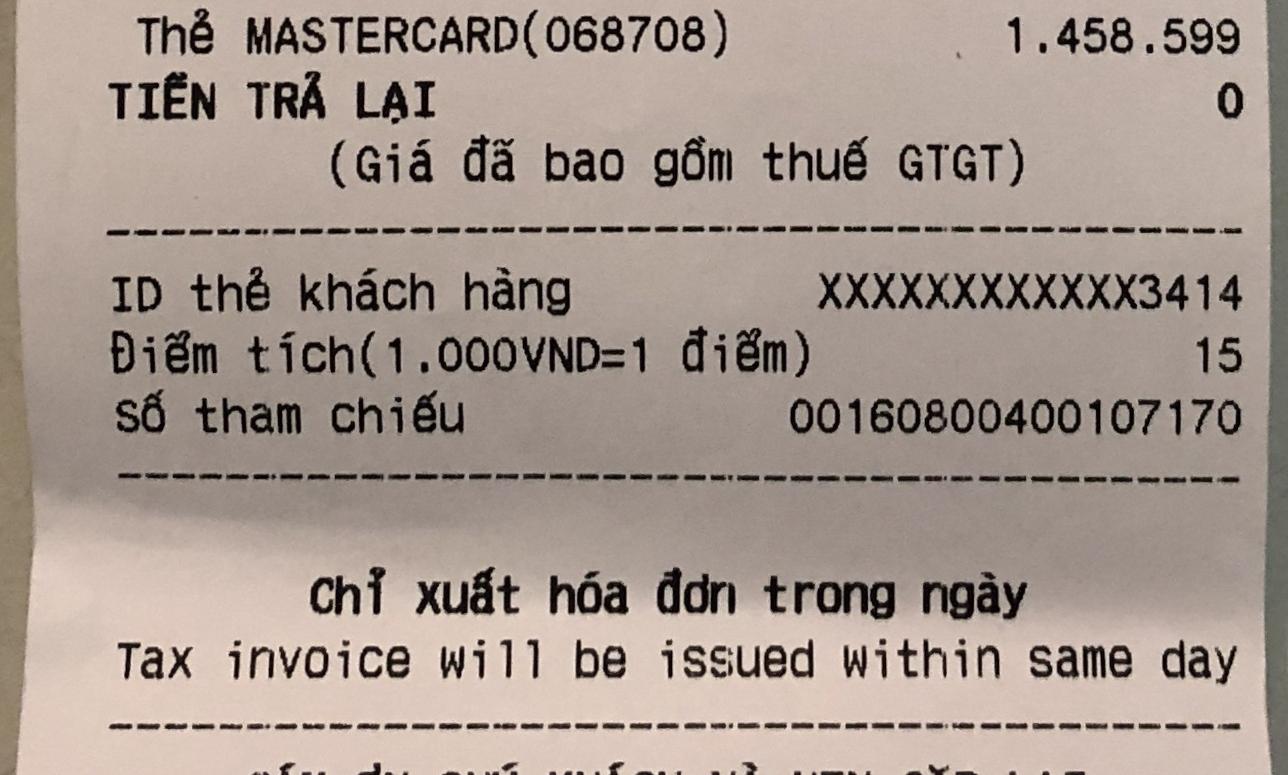 Thẻ MASTERCARD(068708) 1.458.599
TIỀN TRẢ LẠI 0
(Giá đã bao gồm thuế GTGT)
ID thẻ khách hàng XXXXXXXXXXXX3414
Điểm tích(1.000VND=1 điểm) 15
Số tham chiếu 00160800400107170
Chỉ xuất hóa đơn trong ngày
Tax invoice will be issued within same day